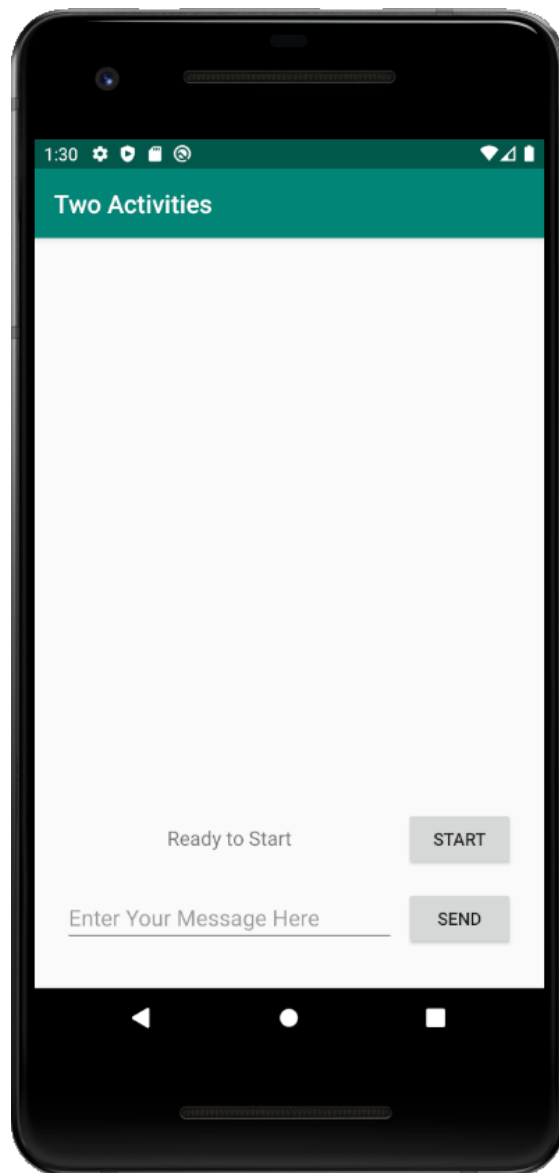 1:30
Two Activities
Ready to Start START
Enter Your Message Here SEND